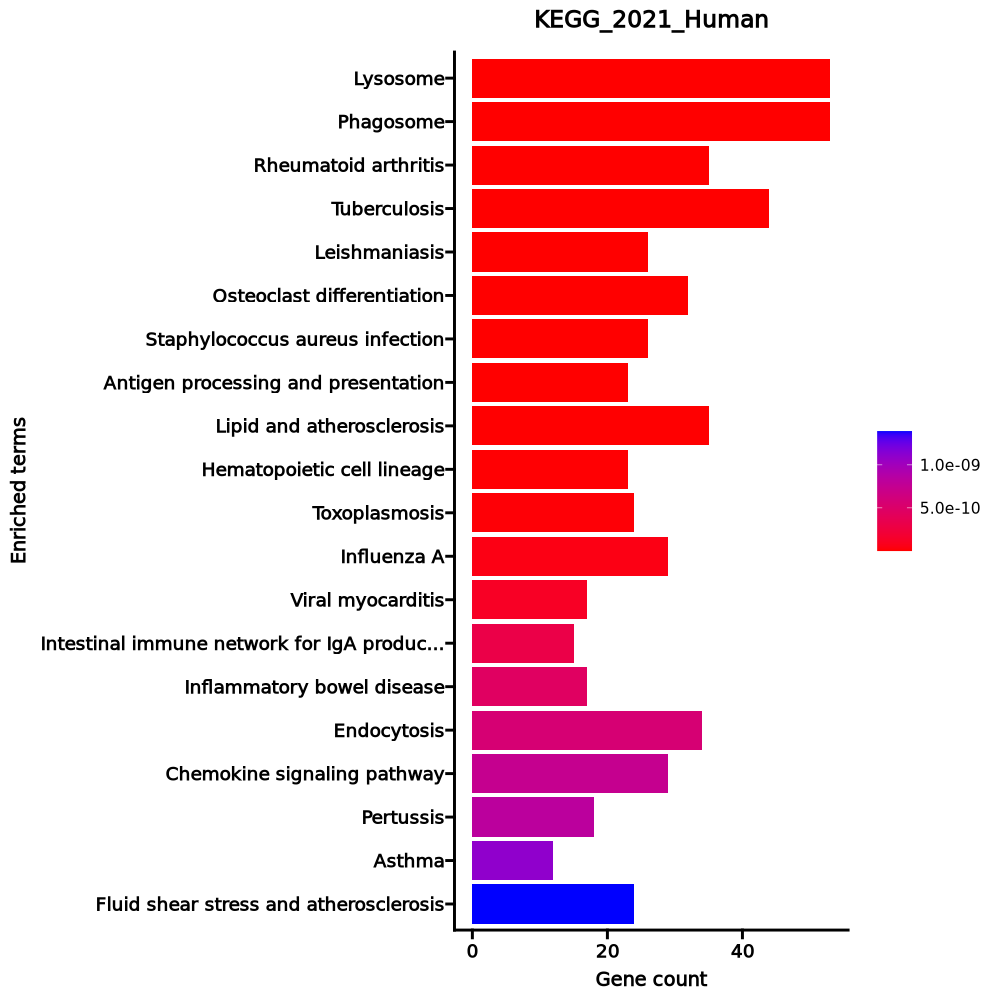 KEGG_2021_Human
Lysosome
Phagosome
Rheumatoid arthritis
Tuberculosis
Leishmaniasis
Osteoclast differentiation
Staphylococcus aureus infection
Antigen processing and presentation
Lipid and atherosclerosis
Hematopoietic cell lineage
Toxoplasmosis
Influenza A
Viral myocarditis
Intestinal immune network for IgA produc...
Inflammatory bowel disease
Endocytosis
Chemokine signaling pathway
Pertussis
Asthma
Fluid shear stress and atherosclerosis
Enriched terms
0 20 40
Gene count
1.0e-09
5.0e-10